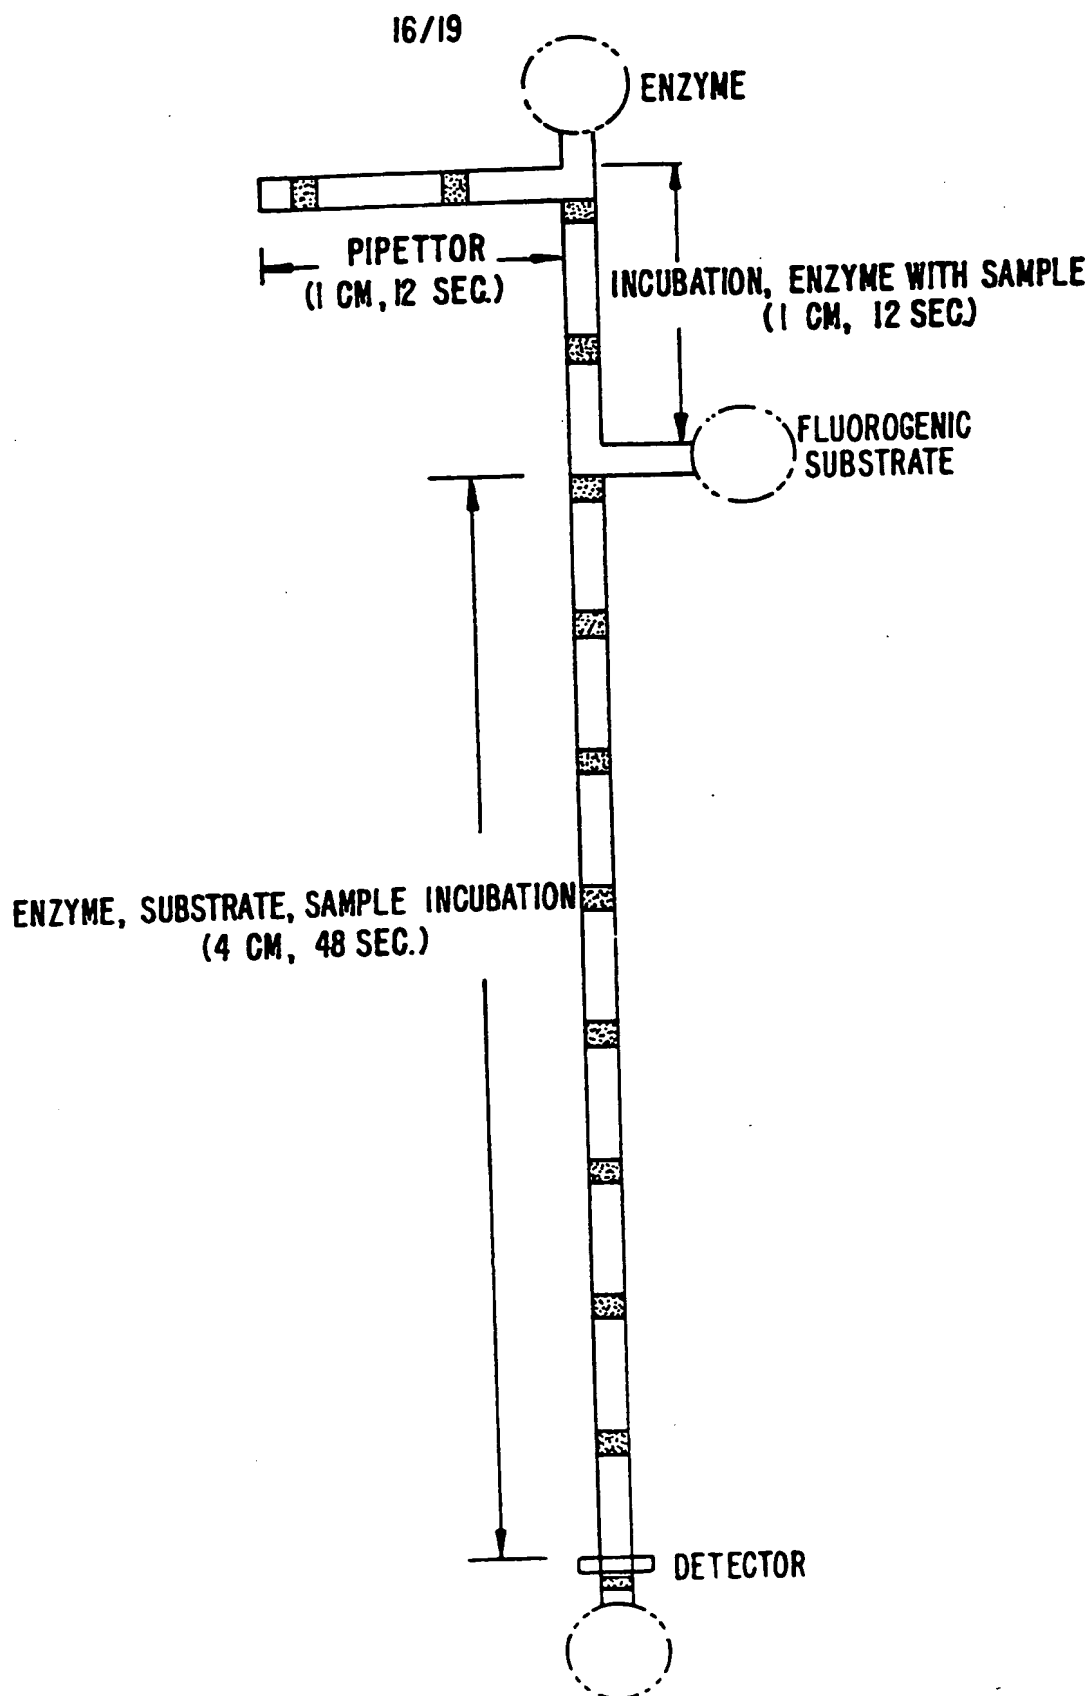 16/19
ENZYME
PIPETTOR
(1 CM, 12 SEC.)
INCUBATION, ENZYME WITH SAMPLE
(1 CM, 12 SEC.)
FLUOROGENIC
SUBSTRATE
ENZYME, SUBSTRATE, SAMPLE INCUBATION
(4 CM, 48 SEC.)
DETECTOR